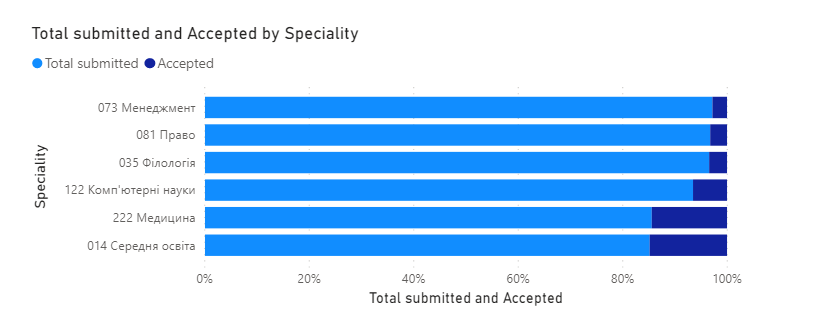 Total submitted and Accepted by Speciality
Total submitted Accepted
Speciality
073 Менеджмент
081 Право
035 Філологія
122 Комп'ютерні науки
222 Медицина
014 Середня освіта
0% 20% 40% 60% 80% 100%
Total submitted and Accepted